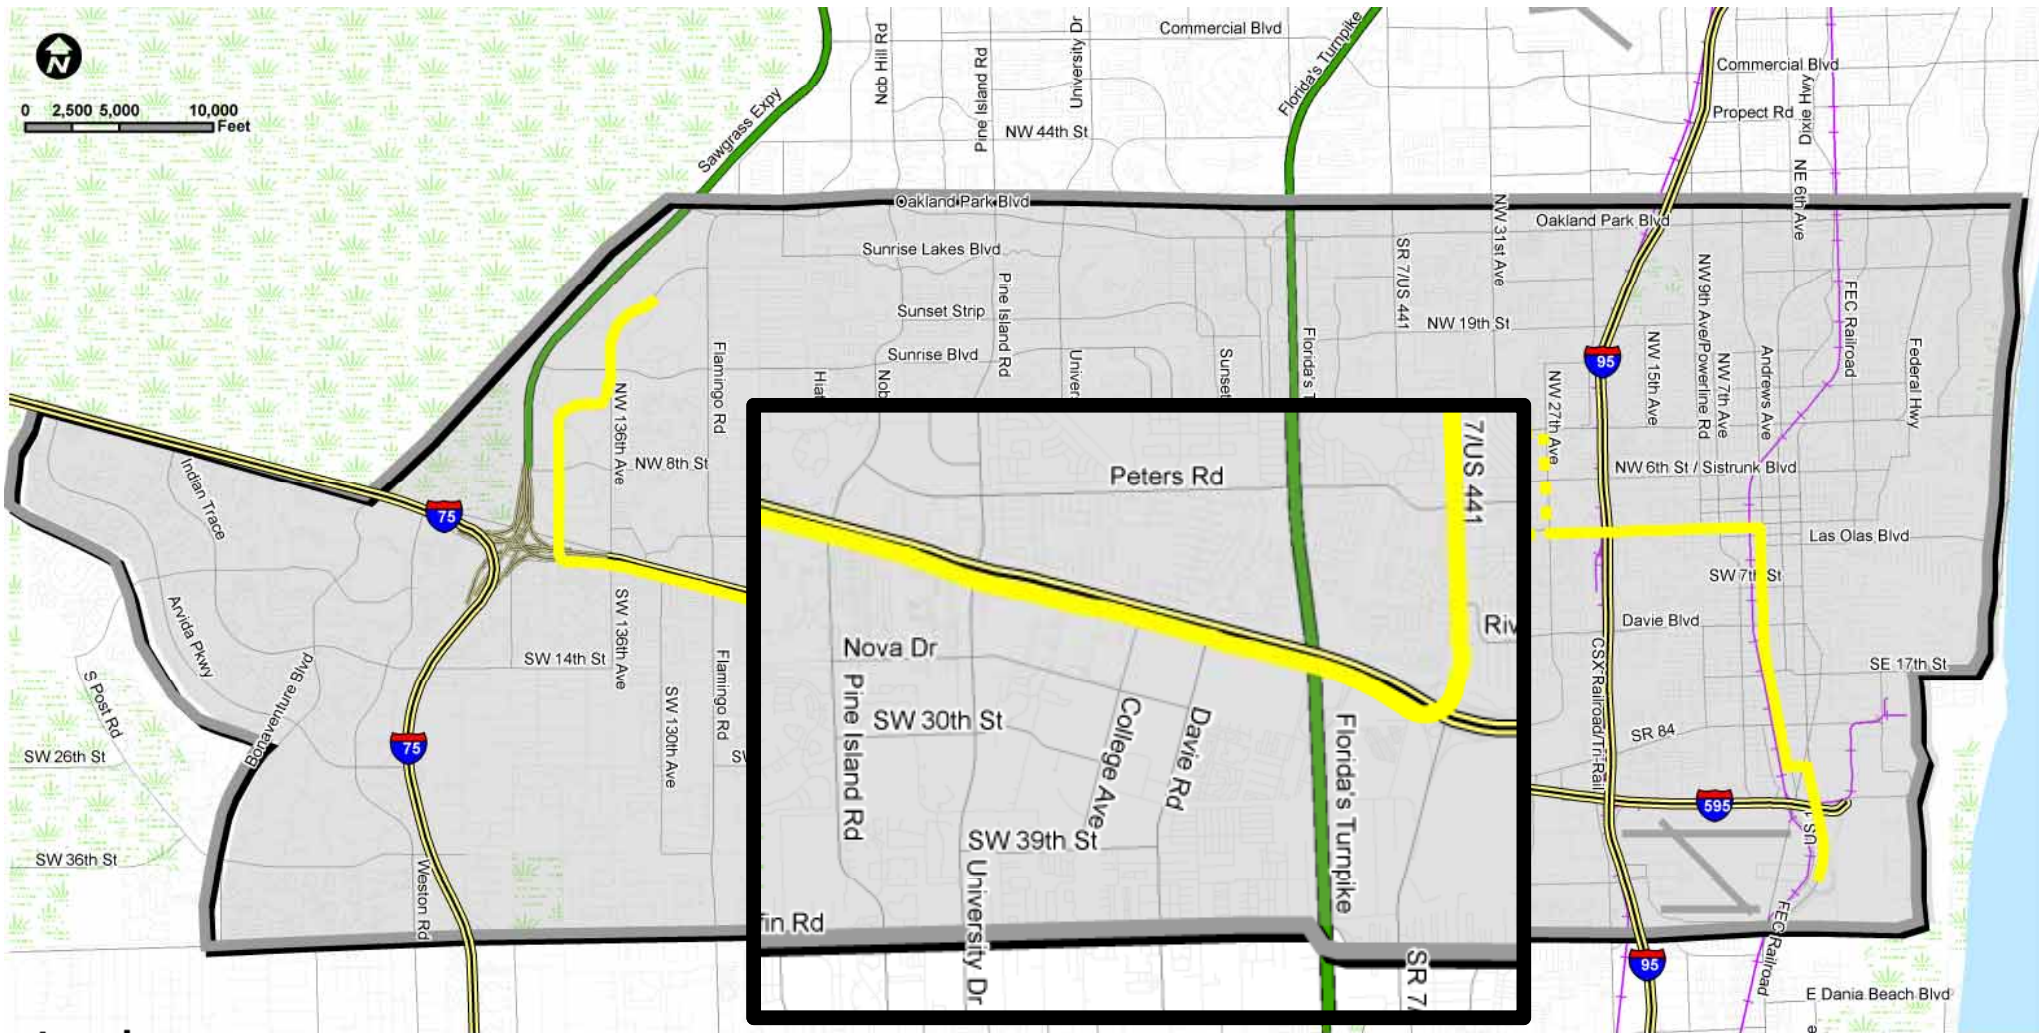 Commercial Blvd
Nob Hill Rd
Pine Island Rd
University Dr
Florida's Turnpike
Commercial Blvd
N
0 2,500 5,000 10,000
Feet
Sawgrass Expy
NW 44th St
Propect Rd
Dixie Hwy
NE 6th Ave
Oakland Park Blvd
Oakland Park Blvd
NW 31st Ave
Sunrise Lakes Blvd
SR 7/US 441
Pine Island Rd
Sunset Strip
NW 19th St
NW 9th Ave/Powerline Rd
FEC Railroad
Sunrise Blvd
Flamingo Rd
Hiat
Nob
Univer
Sunset
Florida's T
95
NW 15th Ave
NW 7th Ave
Andrews Ave
Federal Hwy
NW 27th Ave
NW 136th Ave
NW 8th St
Indian Trace
75
NW 6th St / Sistrunk Blvd
Las Olas Blvd
SW 7th St
Peters Rd
7/US 441
Arvida Pkwy
SW 136th Ave
SW 14th St
Davie Blvd
Riv
Nova Dr
Pine Island Rd
SW 30th St
College Ave
Davie Rd
Florida's Turnpike
SW 39th St
University Dr
fin Rd
SR 7/
S Post Rd
Bonaventure Blvd
Flamingo Rd
SW 130th Ave
SW 26th St
75
SW 36th St
Weston Rd
CSX Railroad/Tri-Rail
SE 17th St
SR 84
595
US 1
FEC Railroad
95
E Dania Beach Blvd